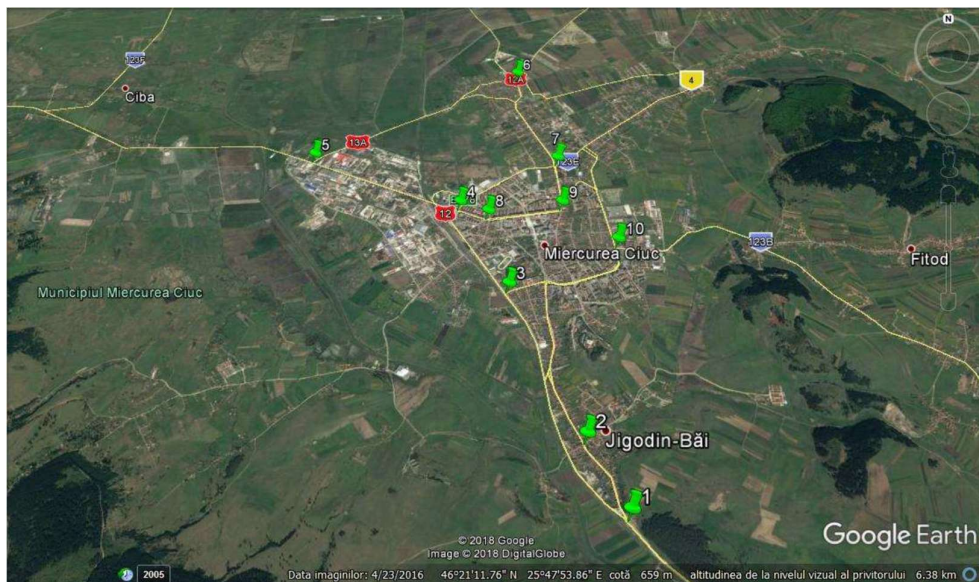 N
123F
Ciba
6
12A
4
5
13A
7
123F
4
8
9
12
10
Miercurea Ciuc
123B
Fitod
3
Municipiul Miercurea Ciuc
2
Jigodin-Băi
1
Google Earth
© 2018 Google
Image © 2018 DigitalGlobe
2005
Data imaginilor: 4/23/2016 46°21'11.76" N 25°47'53.86" E cotă 659 m altitudinea de la nivelul vizual al privitorului 6.38 km